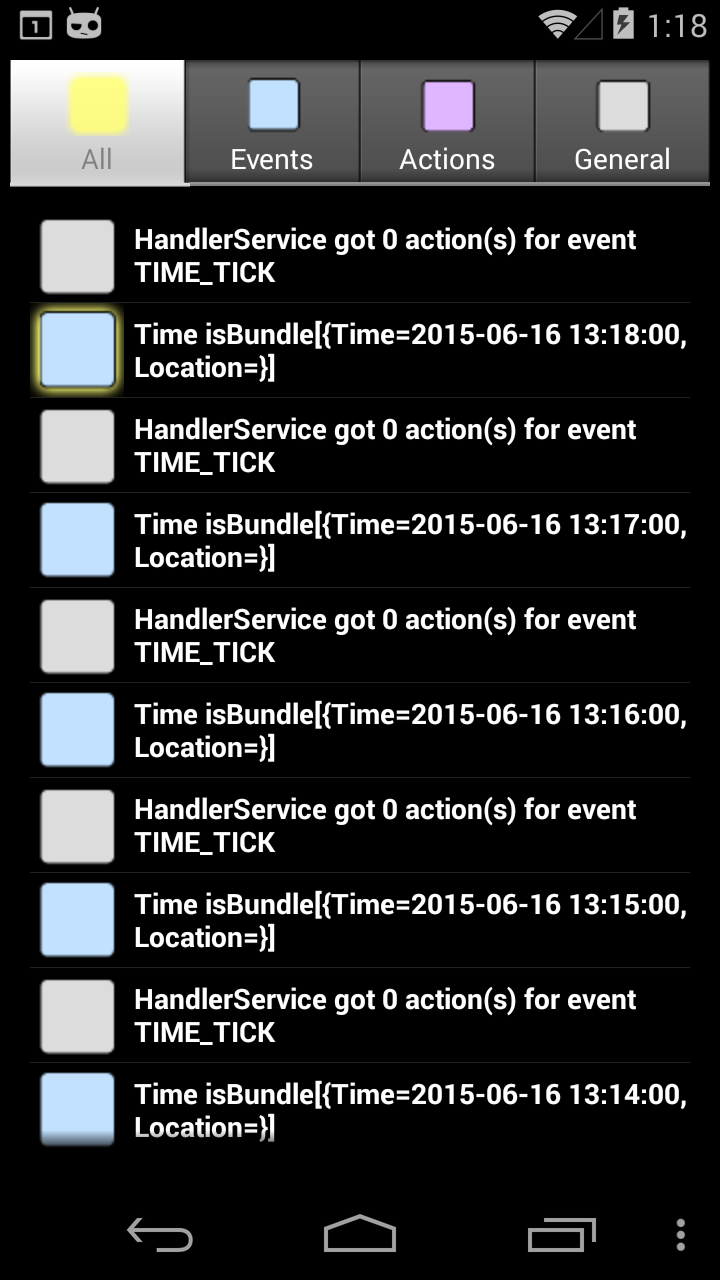 1
1:18
All
Events
Actions
General
HandlerService got 0 action(s) for event
TIME_TICK
Time isBundle[{Time=2015-06-16 13:18:00,
Location=}]
HandlerService got 0 action(s) for event
TIME_TICK
Time isBundle[{Time=2015-06-16 13:17:00,
Location=}]
HandlerService got 0 action(s) for event
TIME_TICK
Time isBundle[{Time=2015-06-16 13:16:00,
Location=}]
HandlerService got 0 action(s) for event
TIME_TICK
Time isBundle[{Time=2015-06-16 13:15:00,
Location=}]
HandlerService got 0 action(s) for event
TIME_TICK
Time isBundle[{Time=2015-06-16 13:14:00,
Location=}]